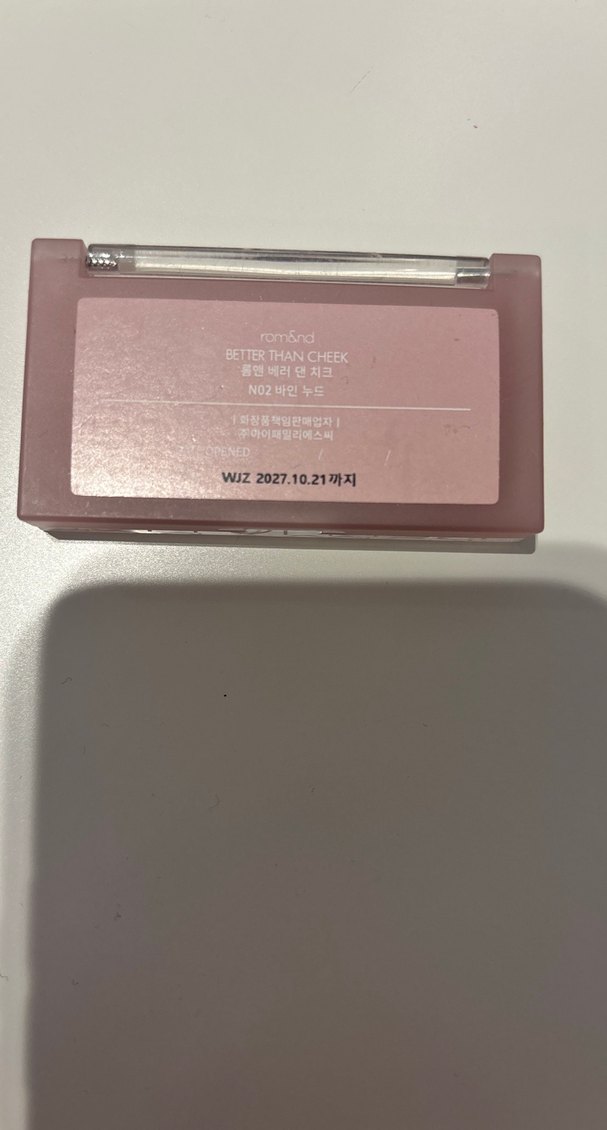 rom&nd
BETTER THAN CHEEK
롬앤 베러 댄 치크
N02 바인 누드
| 화장품책임판매업자 |
㈜아이패밀리에스씨
OPENED / /
WJZ 2027.10.21까지